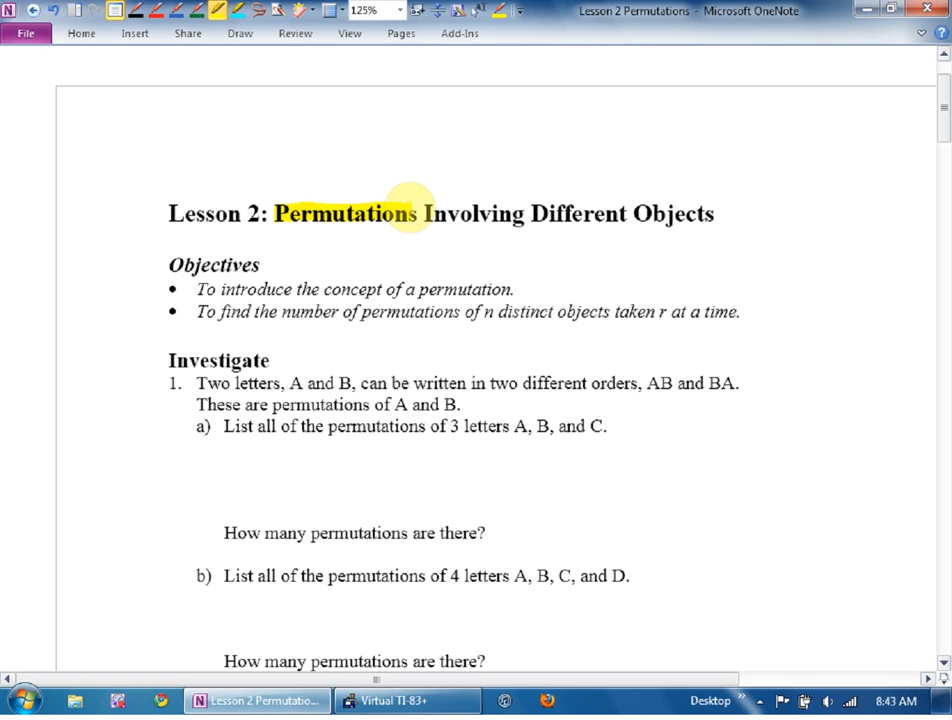 125%
Lesson 2 Permutations - Microsoft OneNote
File Home Insert Share Draw Review View Pages Add-Ins
Lesson 2: Permutations Involving Different Objects
Objectives
• To introduce the concept of a permutation.
• To find the number of permutations of n distinct objects taken r at a time.
Investigate
1. Two letters, A and B, can be written in two different orders, AB and BA.
These are permutations of A and B.
a) List all of the permutations of 3 letters A, B, and C.
How many permutations are there?
b) List all of the permutations of 4 letters A, B, C, and D.
How many permutations are there?
Lesson 2 Permutatio... Virtual TI-83+ Desktop 8:43 AM